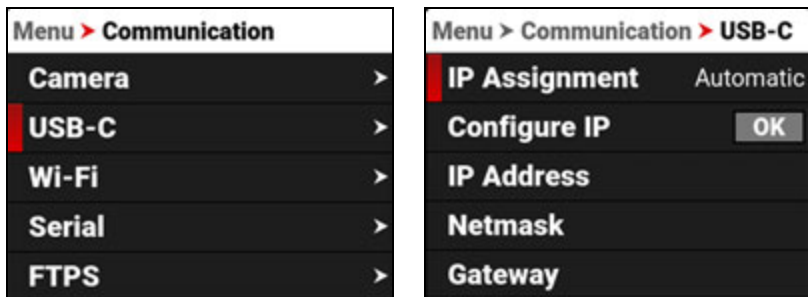 Menu ➤ Communication
Camera ➤
USB-C ➤
Wi-Fi ➤
Serial ➤
FTPS ➤
Menu ➤ Communication ➤ USB-C
IP Assignment Automatic
Configure IP OK
IP Address
Netmask
Gateway